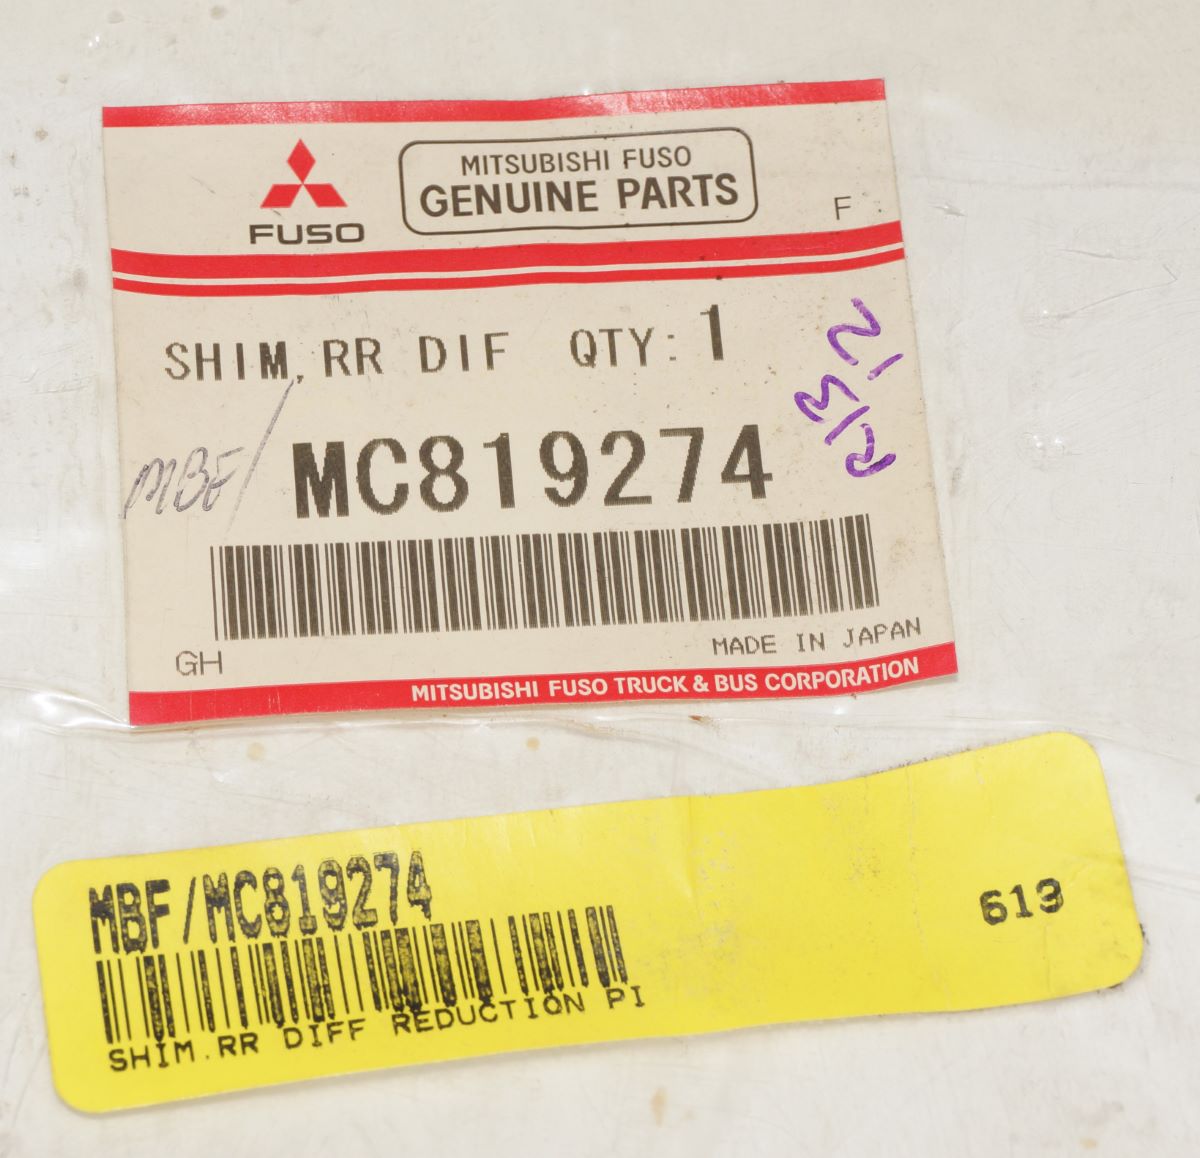 MITSUBISHI FUSO
GENUINE PARTS
FUSO
F
SHIM, RR DIF QTY: 1
MBF/
MC819274
GH
MADE IN JAPAN
MITSUBISHI FUSO TRUCK & BUS CORPORATION
MBF/MC819274
613
SHIM.RR DIFF REDUCTION PI